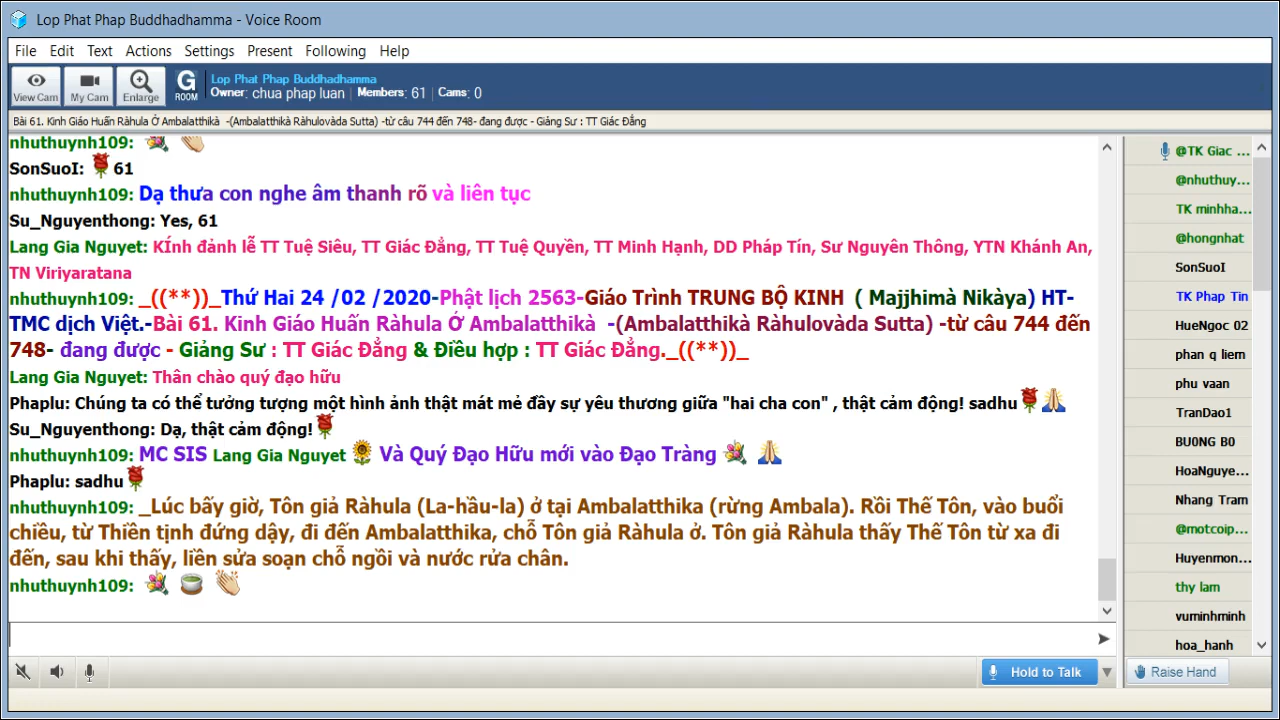 Lop Phat Phap Buddhadhamma - Voice Room
File Edit Text Actions Settings Present Following Help
View Cam My Cam Enlarge G ROOM
Lop Phat Phap Buddhadhamma
Owner: chua phap luan | Members: 61 | Cams: 0
Bài 61. Kinh Giáo Huấn Ràhula Ở Ambalatthikà -(Ambalatthikà Ràhulovàda Sutta) -từ câu 744 đến 748- đang được - Giảng Sư : TT Giác Đẳng
nhuthuynh109:
SonSuoI: 61
nhuthuynh109: Dạ thưa con nghe âm thanh rõ và liên tục
Su_Nguyenthong: Yes, 61
Lang Gia Nguyet: KÍnh đảnh lễ TT Tuệ Siêu, TT Giác Đẳng, TT Tuệ Quyền, TT Minh Hạnh, DD Pháp Tín, Sư Nguyên Thông, YTN Khánh An,
TN Viriyaratana
nhuthuynh109: _((**))_Thứ Hai 24 /02 /2020-Phật lịch 2563-Giáo Trình TRUNG BỘ KINH ( Majjhimà Nikàya) HT-
TMC dịch Việt.-Bài 61. Kinh Giáo Huấn Ràhula Ở Ambalatthikà -(Ambalatthikà Ràhulovàda Sutta) -từ câu 744 đến
748- đang được - Giảng Sư : TT Giác Đẳng & Điều hợp : TT Giác Đẳng._((**))_
Lang Gia Nguyet: Thân chào quý đạo hữu
Phaplu: Chúng ta có thể tưởng tượng một hình ảnh thật mát mẻ đầy sự yêu thương giữa "hai cha con" , thật cảm động! sadhu
Su_Nguyenthong: Dạ, thật cảm động!
nhuthuynh109: MC SIS Lang Gia Nguyet Và Quý Đạo Hữu mới vào Đạo Tràng
Phaplu: sadhu
nhuthuynh109: _Lúc bấy giờ, Tôn giả Ràhula (La-hầu-la) ở tại Ambalatthika (rừng Ambala). Rồi Thế Tôn, vào buổi
chiều, từ Thiền tịnh đứng dậy, đi đến Ambalatthika, chỗ Tôn giả Ràhula ở. Tôn giả Ràhula thấy Thế Tôn từ xa đi
đến, sau khi thấy, liền sửa soạn chỗ ngồi và nước rửa chân.
nhuthuynh109:
Hold to Talk
@TK Giac ...
@nhuthuy...
TK minhha...
@hongnhat
SonSuoI
TK Phap Tin
HueNgoc 02
phan q liem
phu vaan
TranDao1
BU0NG B0
HoaNguye...
Nhang Tram
@motcoip...
Huyenmon...
thy lam
vuminhminh
hoa_hanh
Raise Hand